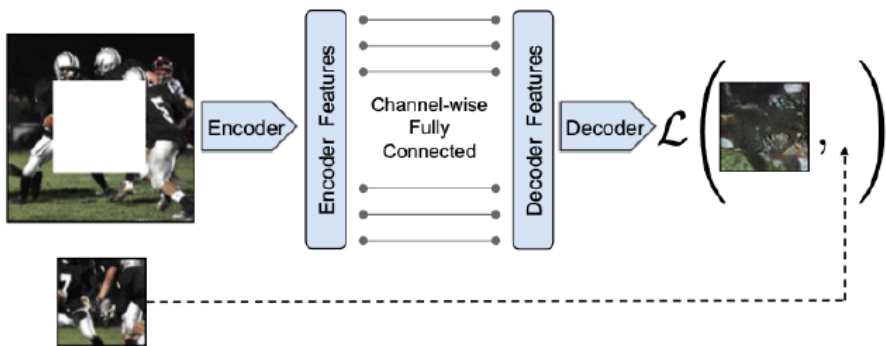 Encoder
Encoder Features
Channel-wise
Fully
Connected
Decoder Features
Decoder
ℒ ( , )